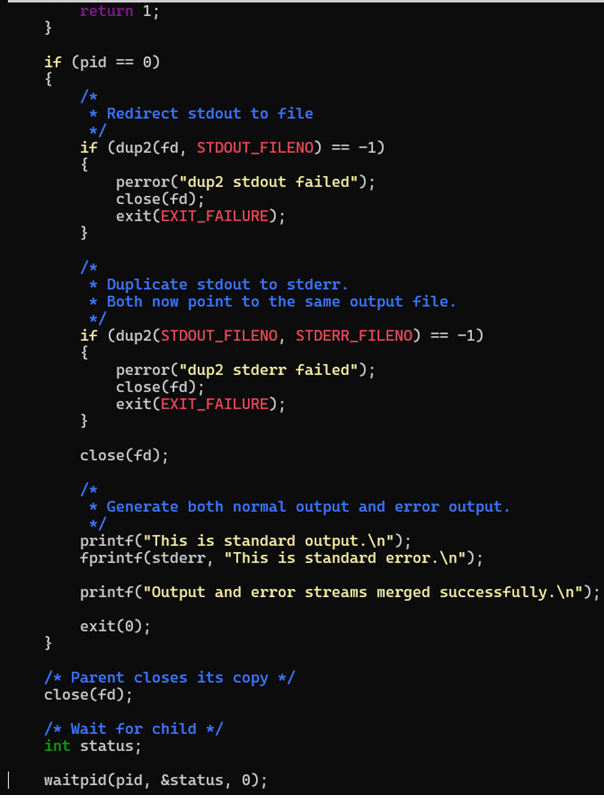 return 1;
    }

    if (pid == 0)
    {
        /*
         * Redirect stdout to file
         */
        if (dup2(fd, STDOUT_FILENO) == -1)
        {
            perror("dup2 stdout failed");
            close(fd);
            exit(EXIT_FAILURE);
        }

        /*
         * Duplicate stdout to stderr.
         * Both now point to the same output file.
         */
        if (dup2(STDOUT_FILENO, STDERR_FILENO) == -1)
        {
            perror("dup2 stderr failed");
            close(fd);
            exit(EXIT_FAILURE);
        }

        close(fd);

        /*
         * Generate both normal output and error output.
         */
        printf("This is standard output.\n");
        fprintf(stderr, "This is standard error.\n");

        printf("Output and error streams merged successfully.\n");

        exit(0);
    }

    /* Parent closes its copy */
    close(fd);

    /* Wait for child */
    int status;

    waitpid(pid, &status, 0);